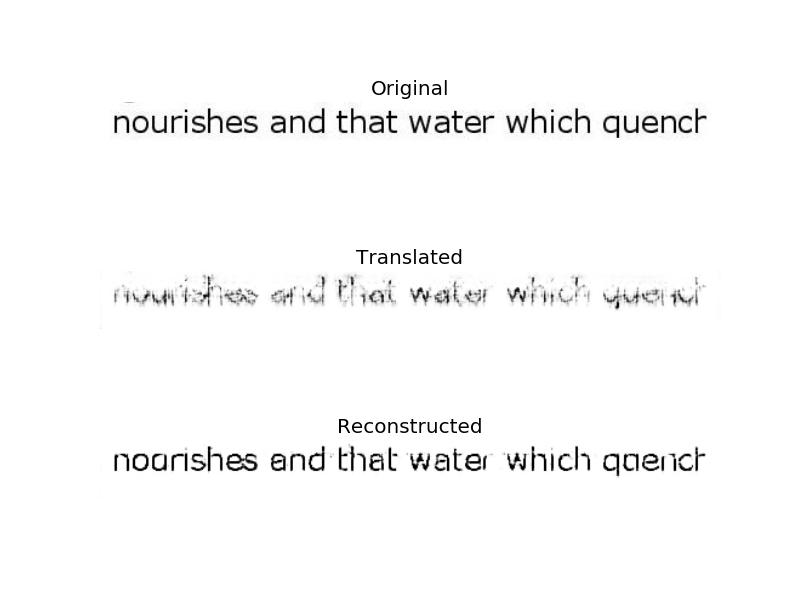 Original
nourishes and that water which quench
Translated
nourishes and that water which quench
Reconstructed
nourishes and that water which quench